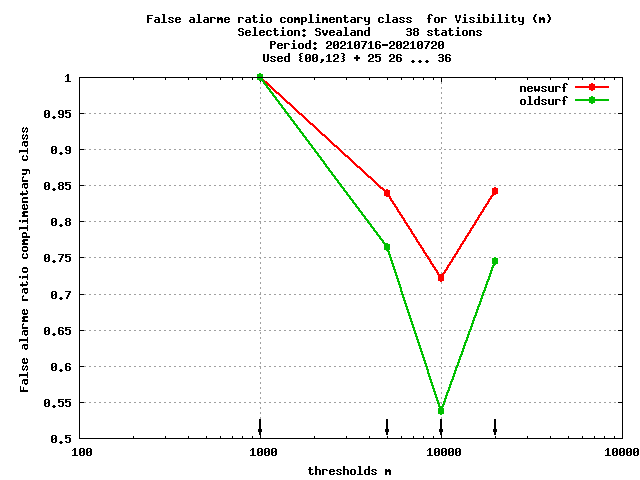 False alarme ratio complimentary class  for Visibility (m)
Selection: Svealand     38 stations
Period: 20210716-20210720
Used {00,12} + 25 26 ... 36
newsurf
oldsurf
False alarme ratio complimentary class
1
0.95
0.9
0.85
0.8
0.75
0.7
0.65
0.6
0.55
0.5
100
1000
10000
100000
thresholds m